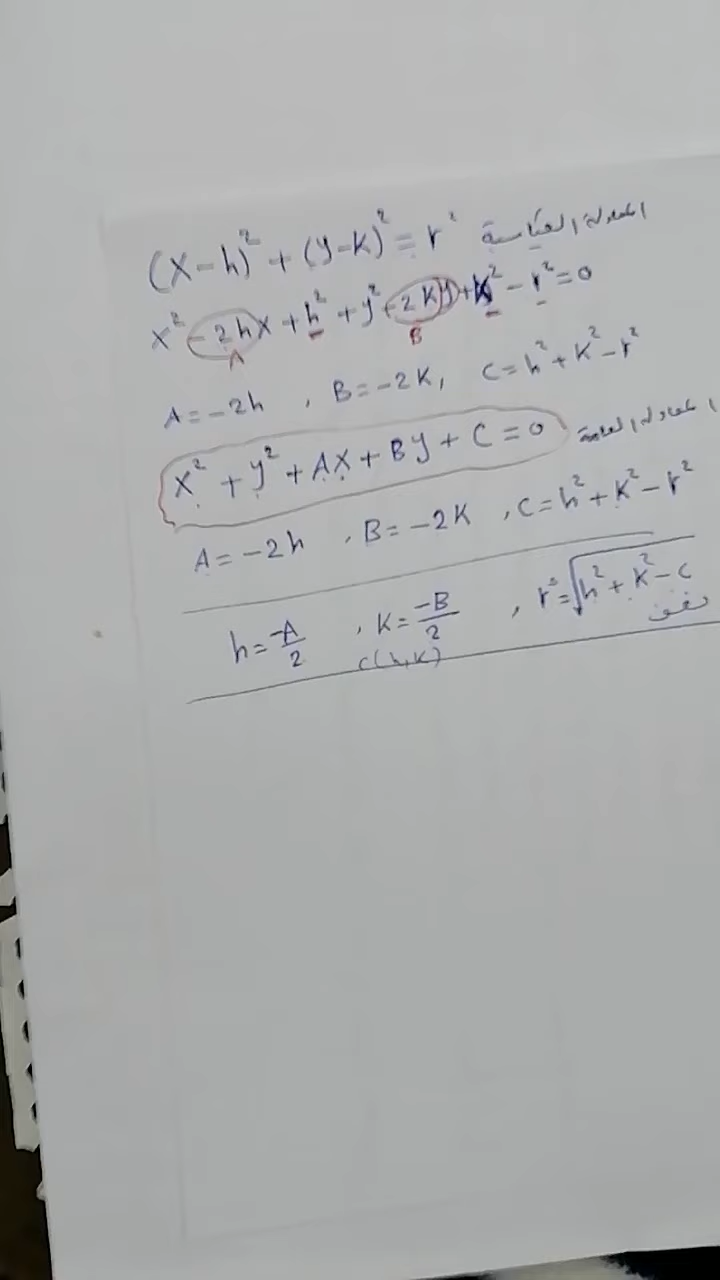 (x-h)² + (y-k)² = r² المعادلة القياسية
x² -2hx + h² + y² -2ky + k² - r² = 0
A B
A = -2h , B = -2k , C = h² + k² - r²
x² + y² + Ax + By + C = 0 المعادلة العامة
A = -2h , B = -2k , C = h² + k² - r²
h = -A/2 , k = -B/2 , r = √h² + k² - C
C(h,k)